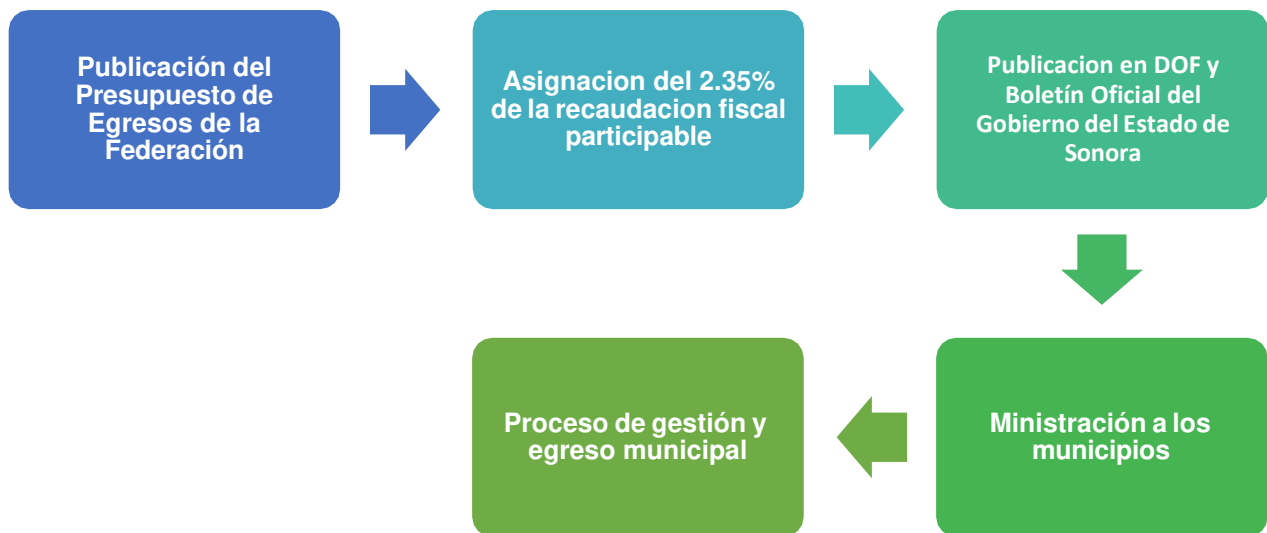 Publicación del
Presupuesto de
Egresos de la
Federación
Asignacion del 2.35%
de la recaudacion fiscal
participable
Publicacion en DOF y
Boletín Oficial del
Gobierno del Estado de
Sonora
Ministración a los
municipios
Proceso de gestión y
egreso municipal